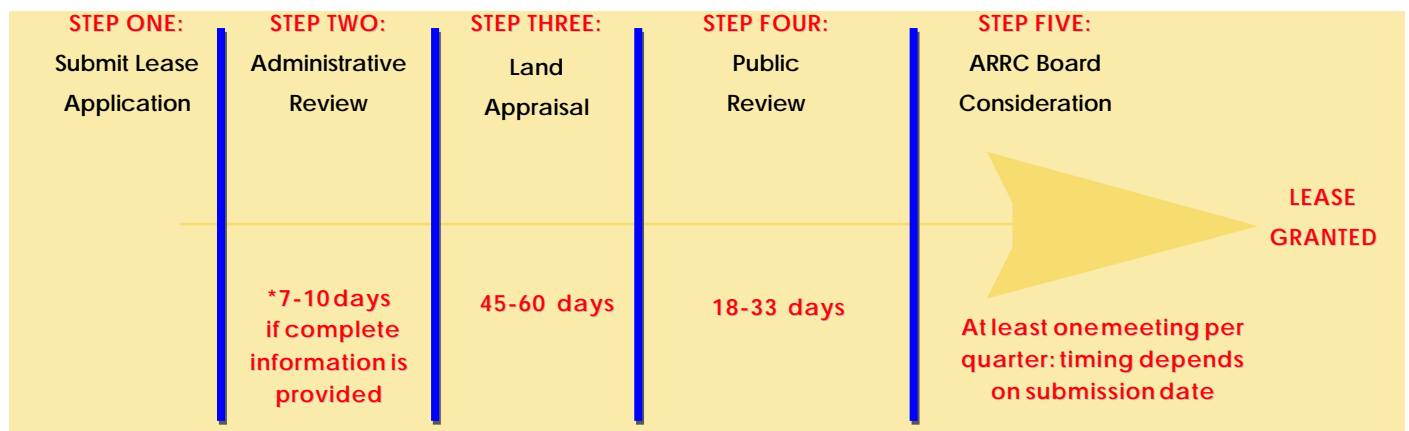 STEP ONE:
Submit Lease
Application
STEP TWO:
Administrative
Review
*7-10 days
if complete
information is
provided
STEP THREE:
Land
Appraisal
45-60 days
STEP FOUR:
Public
Review
18-33 days
STEP FIVE:
ARRC Board
Consideration
At least one meeting per
quarter: timing depends
on submission date
LEASE
GRANTED